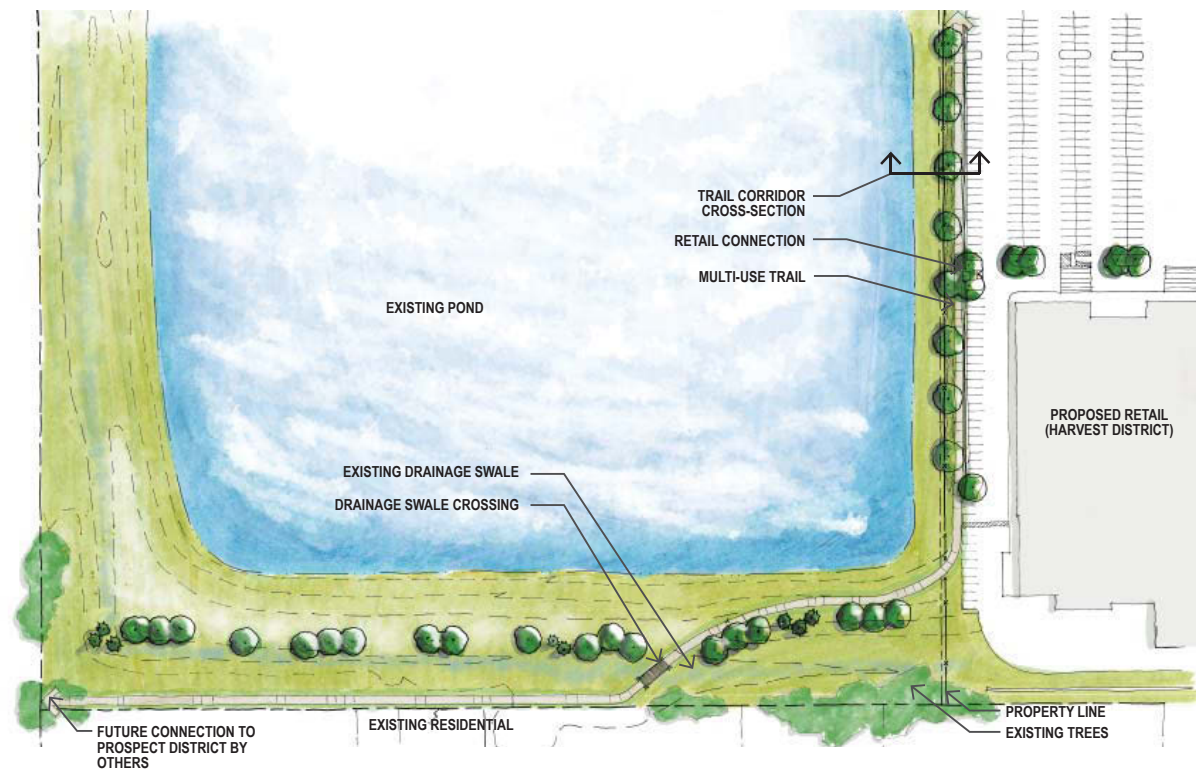 TRAIL CORRIDOR
CROSS-SECTION
RETAIL CONNECTION
MULTI-USE TRAIL
EXISTING POND
PROPOSED RETAIL
(HARVEST DISTRICT)
EXISTING DRAINAGE SWALE
DRAINAGE SWALE CROSSING
PROPERTY LINE
EXISTING RESIDENTIAL
EXISTING TREES
FUTURE CONNECTION TO
PROSPECT DISTRICT BY
OTHERS